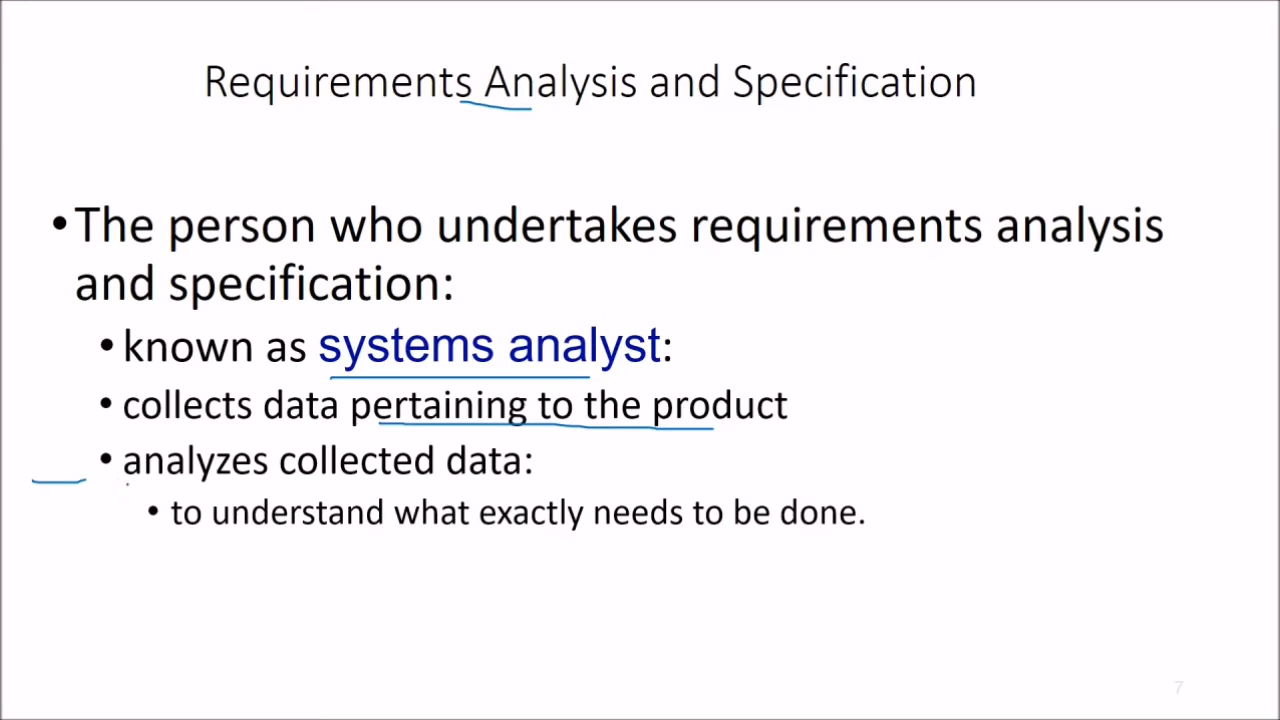 Requirements Analysis and Specification
•The person who undertakes requirements analysis
and specification:
•known as systems analyst:
• collects data pertaining to the product
• analyzes collected data:
• to understand what exactly needs to be done.
7